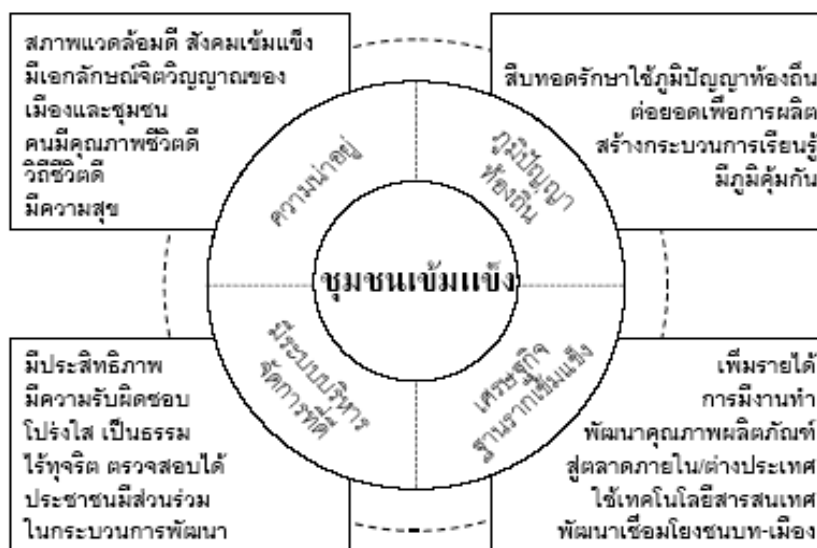 สภาพแวดล้อมดี สังคมเข้มแข็ง
มีเอกลักษณ์จิตวิญญาณของ
เมืองและชุมชน
คนมีคุณภาพชีวิตดี
วิถีชีวิตดี
มีความสุข
สืบทอดรักษาใช้ภูมิปัญญาท้องถิ่น
ต่อยอดเพื่อการผลิต
สร้างกระบวนการเรียนรู้
มีภูมิคุ้มกัน
ความน่าอยู่
ภูมิปัญญา
ท้องถิ่น
ชุมชนเข้มแข็ง
มีระบบบริหาร
จัดการที่ดี
เศรษฐกิจ
ฐานรากเข้มแข็ง
มีประสิทธิภาพ
มีความรับผิดชอบ
โปร่งใส เป็นธรรม
ไร้ทุจริต ตรวจสอบได้
ประชาชนมีส่วนร่วม
ในกระบวนการพัฒนา
เพิ่มรายได้
การมีงานทำ
พัฒนาคุณภาพผลิตภัณฑ์
สู่ตลาดภายใน/ต่างประเทศ
ใช้เทคโนโลยีสารสนเทศ
พัฒนาเชื่อมโยงชนบท-เมือง